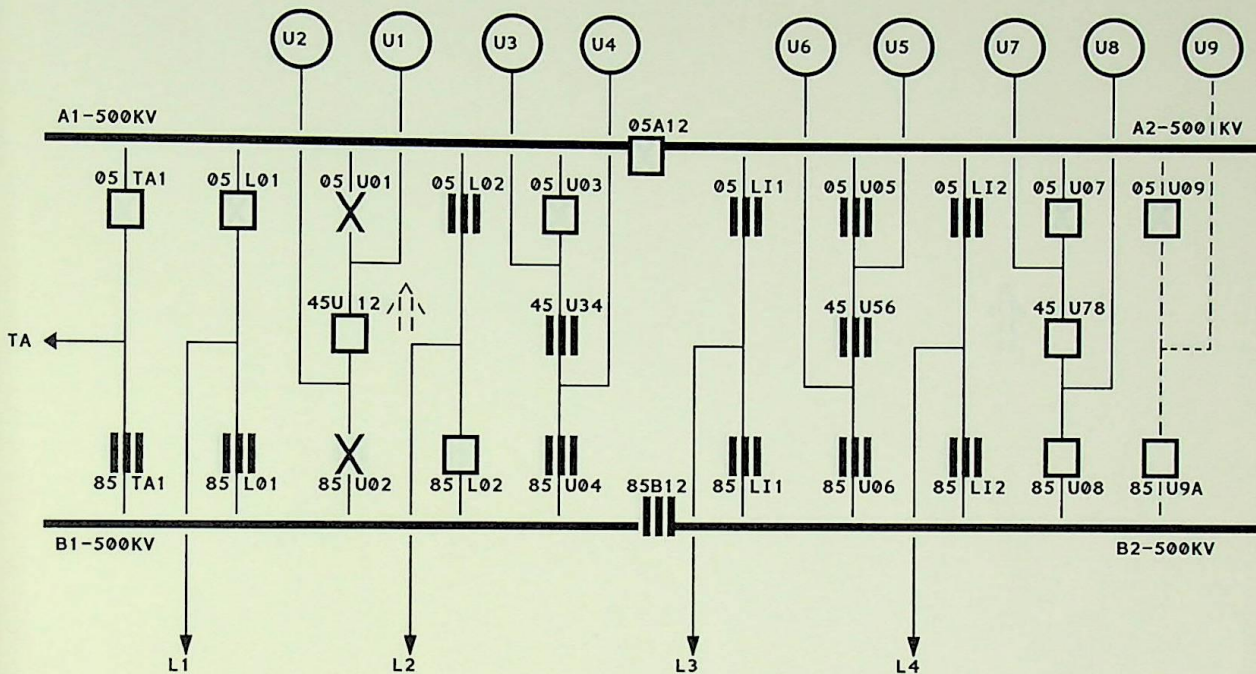 U2 U1 U3 U4 U6 U5 U7 U8 U9
A1-500KV 05A12 A2-500 KV
05 TA1 05 L01 05 U01 05 L02 05 U03 05 LI1 05 U05 05 LI2 05 U07 05 U09
45U 12 45 U34 45 U56 45 U78
TA
85 TA1 85 L01 85 U02 85 L02 85 U04 85B12 85 LI1 85 U06 85 LI2 85 U08 85 U9A
B1-500KV B2-500KV
L1 L2 L3 L4